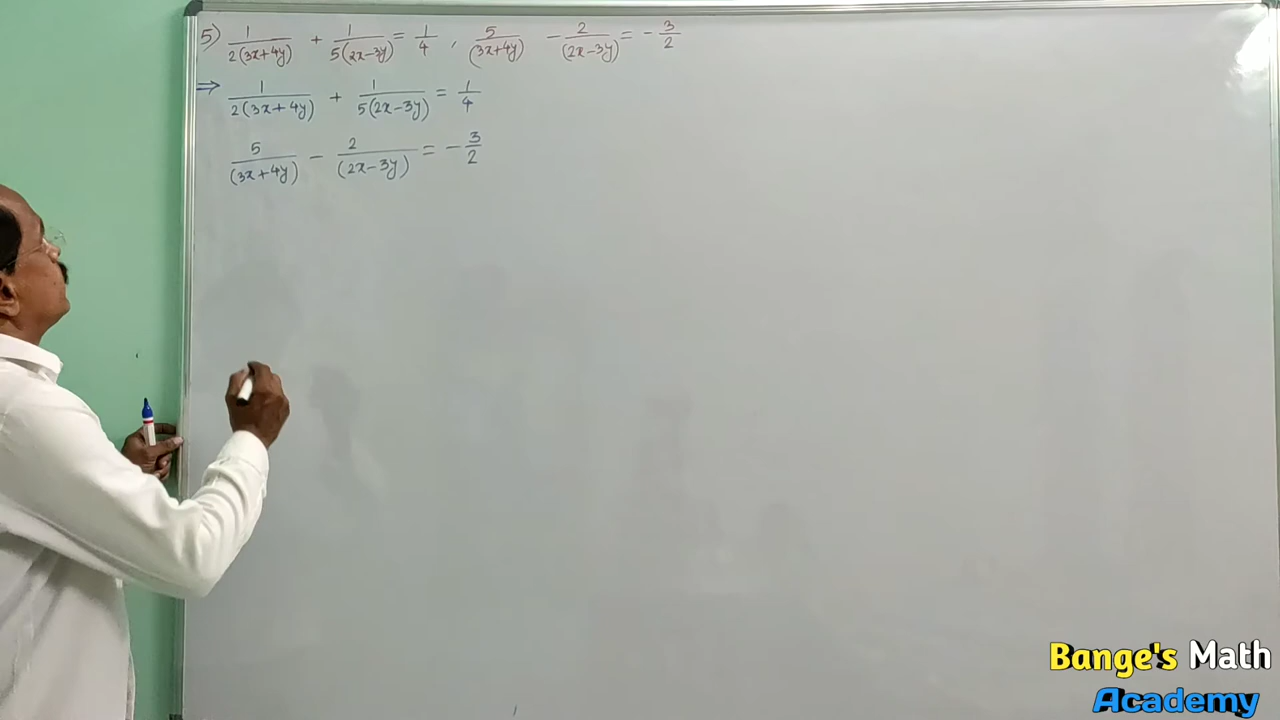 5) 1/2(3x+4y) + 1/5(2x-3y) = 1/4 , 5/(3x+4y) - 2/(2x-3y) = -3/2
⇒ 1/2(3x+4y) + 1/5(2x-3y) = 1/4
5/(3x+4y) - 2/(2x-3y) = -3/2
Bange's Math
Academy